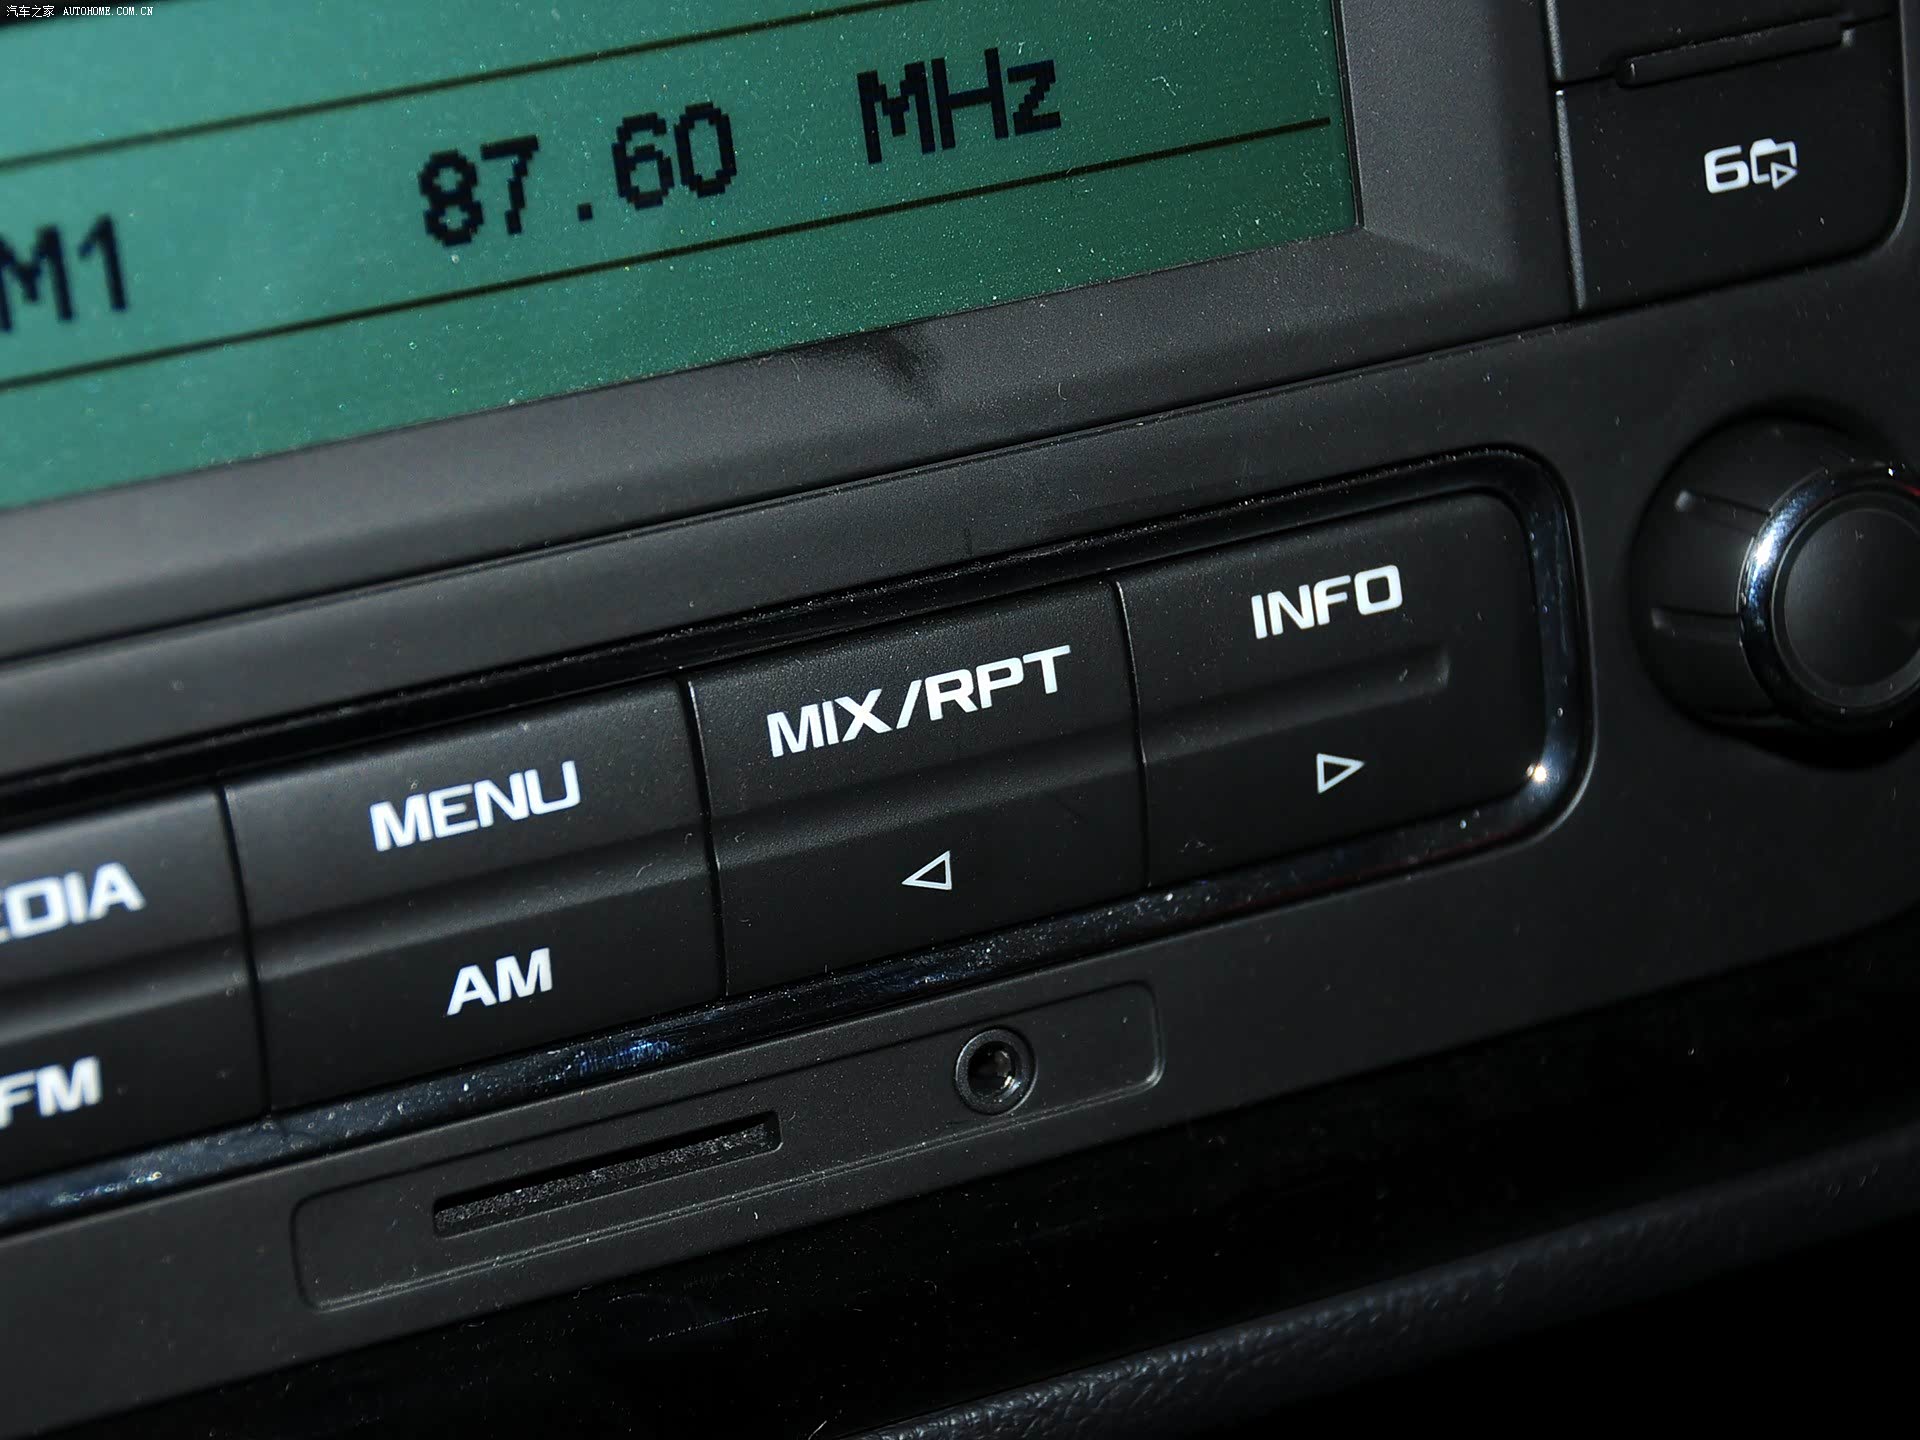 汽车之家 AUTOHOME.COM.CN
87.60 MHz
M1
6
INFO
MIX/RPT
MENU
EDIA
AM
FM